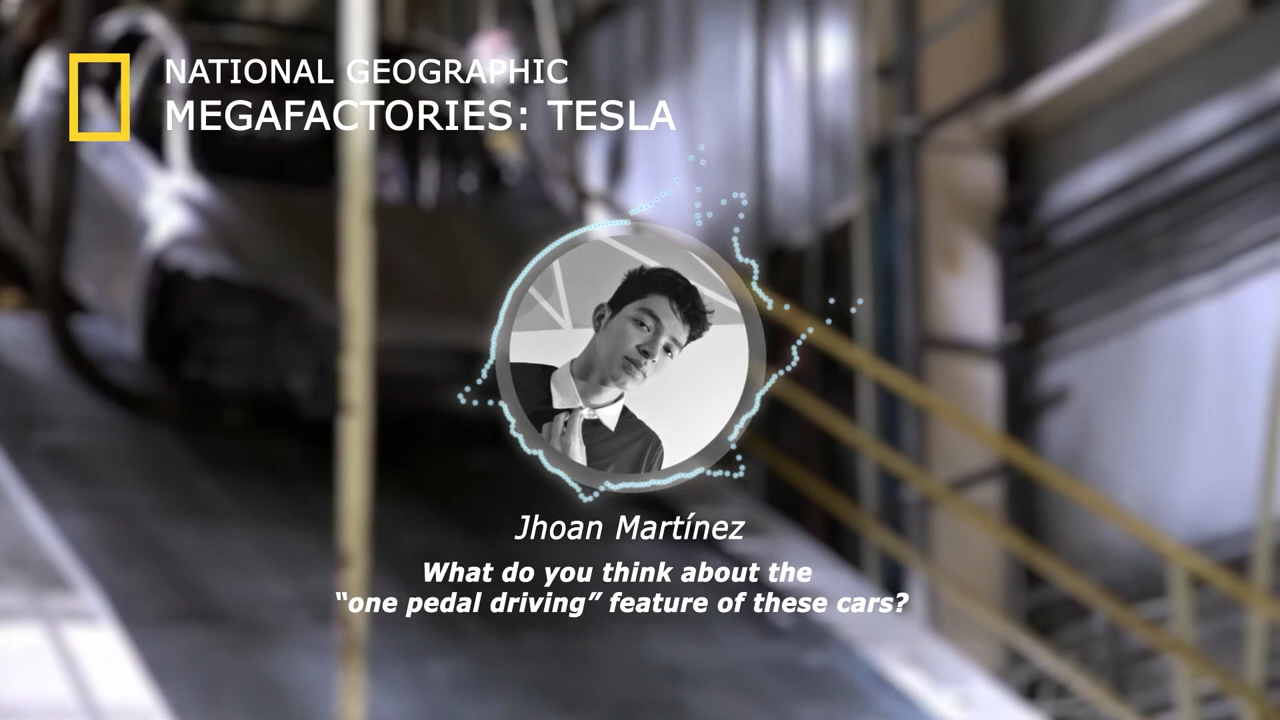 NATIONAL GEOGRAPHIC
MEGAFACTORIES: TESLA
Jhoan Martínez
What do you think about the
“one pedal driving” feature of these cars?